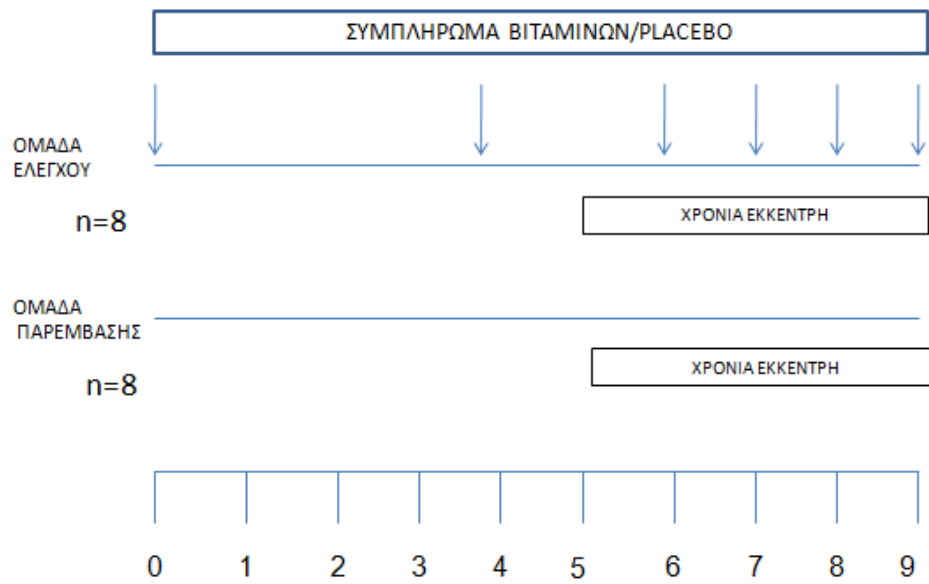 ΣΥΜΠΛΗΡΩΜΑ ΒΙΤΑΜΙΝΩΝ/PLACEBO
ΟΜΑΔΑ
ΕΛΕΓΧΟΥ
n=8
ΧΡΟΝΙΑ ΕΚΚΕΝΤΡΗ
ΟΜΑΔΑ
ΠΑΡΕΜΒΑΣΗΣ
n=8
ΧΡΟΝΙΑ ΕΚΚΕΝΤΡΗ
0 1 2 3 4 5 6 7 8 9